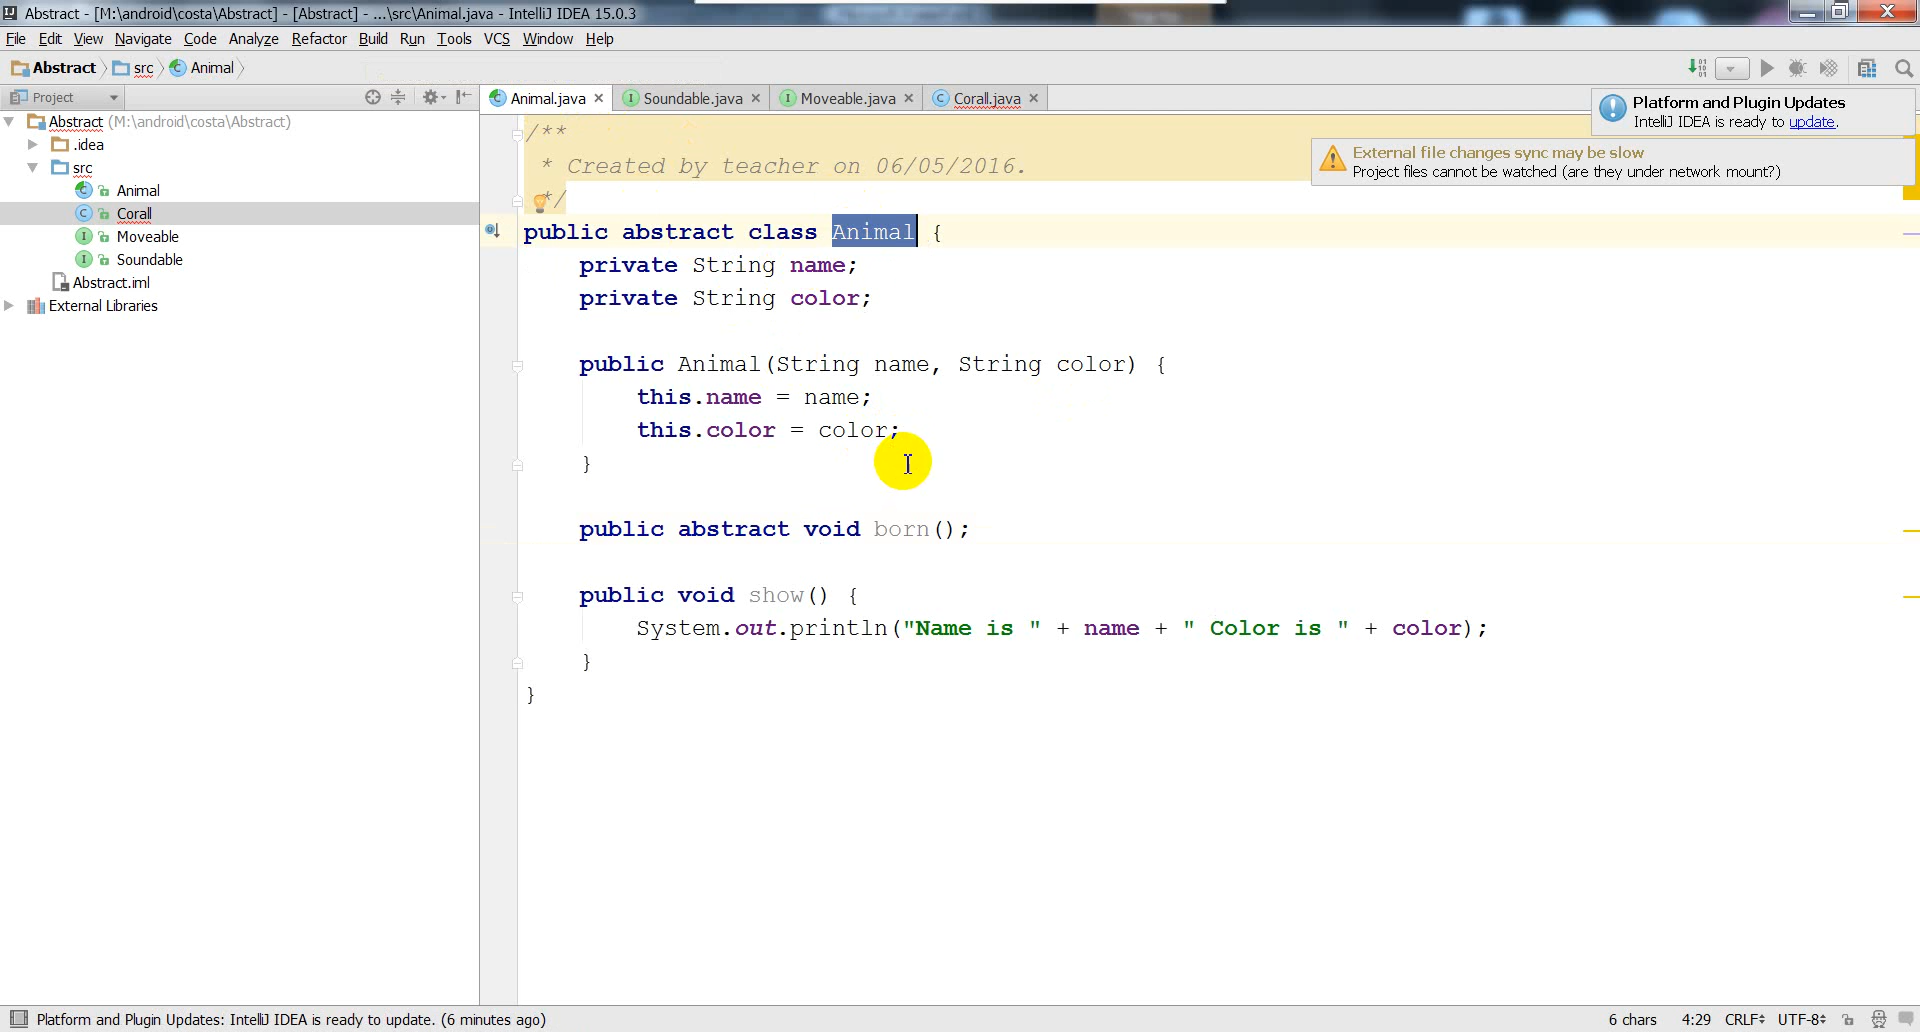 Abstract - [M:\android\costa\Abstract] - [Abstract] - ...\src\Animal.java - IntelliJ IDEA 15.0.3
File Edit View Navigate Code Analyze Refactor Build Run Tools VCS Window Help
Abstract src Animal
Project
Animal.java Soundable.java Moveable.java Corall.java
Platform and Plugin Updates
IntelliJ IDEA is ready to update.
External file changes sync may be slow
Project files cannot be watched (are they under network mount?)
Abstract (M:\android\costa\Abstract)
.idea
src
Animal
Corall
Moveable
Soundable
Abstract.iml
External Libraries
/**
* Created by teacher on 06/05/2016.
*/
public abstract class Animal {
private String name;
private String color;
public Animal(String name, String color) {
this.name = name;
this.color = color;
}
public abstract void born();
public void show() {
System.out.println("Name is " + name + " Color is " + color);
}
}
Platform and Plugin Updates: IntelliJ IDEA is ready to update. (6 minutes ago)
6 chars 4:29 CRLF UTF-8